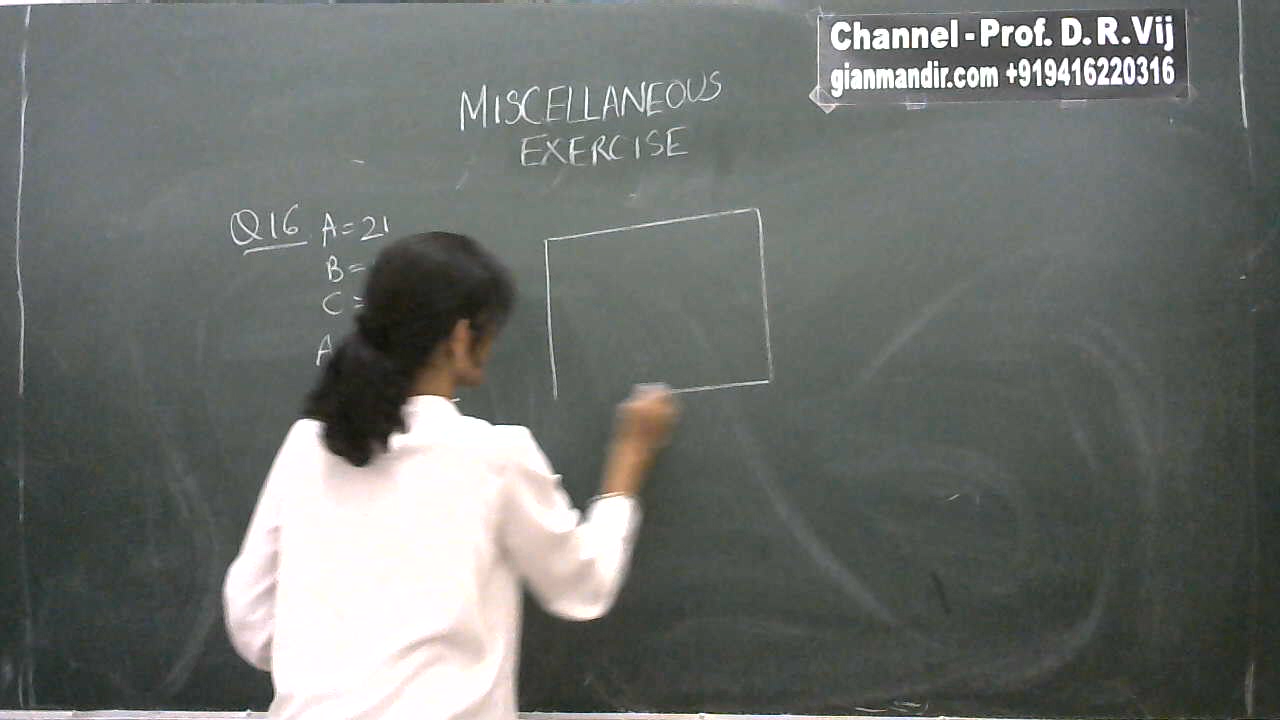 Channel - Prof. D. R. Vij
gianmandir.com +919416220316
MISCELLANEOUS
EXERCISE
Q16 A = 21
B =
C =
A